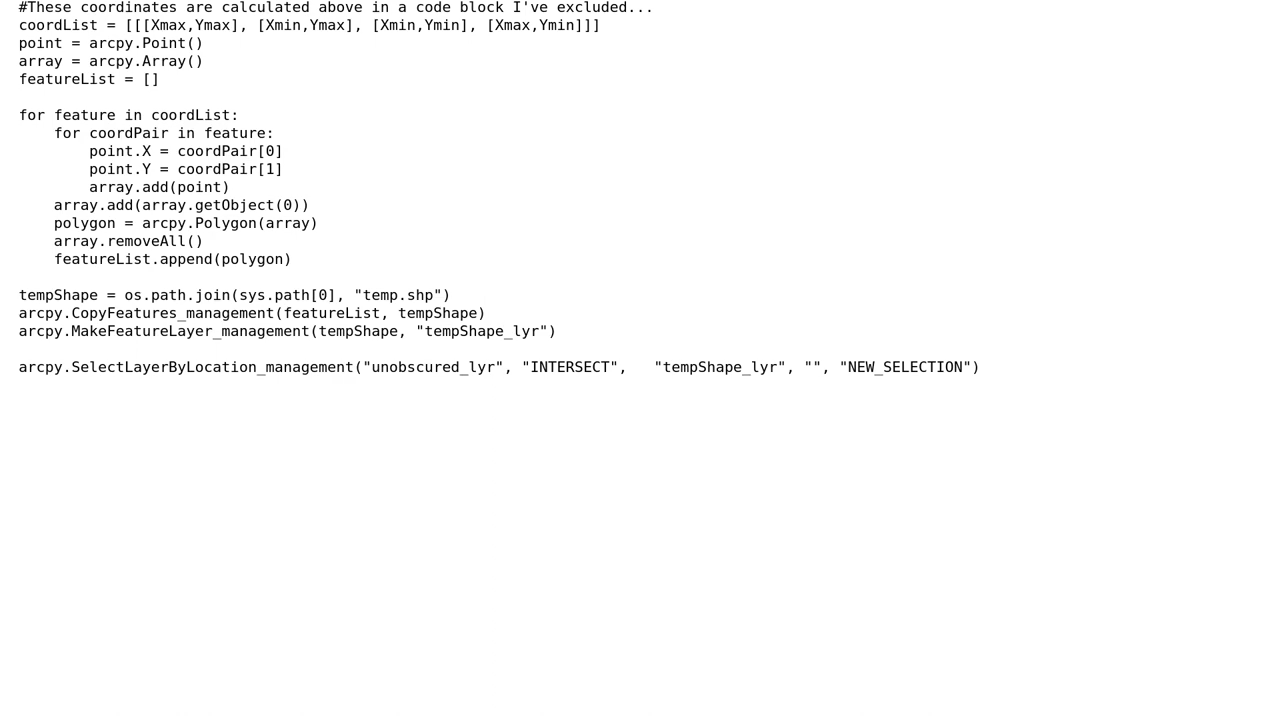 #These coordinates are calculated above in a code block I've excluded...
coordList = [[[Xmax,Ymax], [Xmin,Ymax], [Xmin,Ymin], [Xmax,Ymin]]]
point = arcpy.Point()
array = arcpy.Array()
featureList = []

for feature in coordList:
    for coordPair in feature:
        point.X = coordPair[0]
        point.Y = coordPair[1]
        array.add(point)
    array.add(array.getObject(0))
    polygon = arcpy.Polygon(array)
    array.removeAll()
    featureList.append(polygon)

tempShape = os.path.join(sys.path[0], "temp.shp")
arcpy.CopyFeatures_management(featureList, tempShape)
arcpy.MakeFeatureLayer_management(tempShape, "tempShape_lyr")

arcpy.SelectLayerByLocation_management("unobscured_lyr", "INTERSECT",   "tempShape_lyr", "", "NEW_SELECTION")